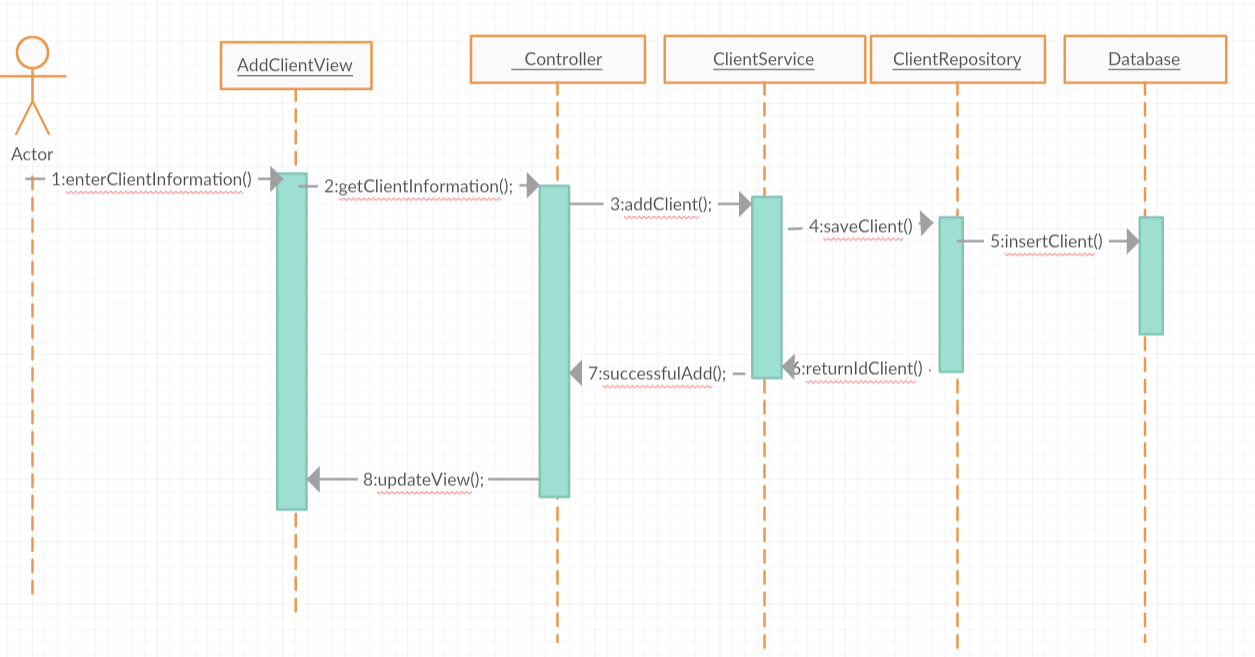 AddClientView
Controller
ClientService
ClientRepository
Database
Actor
1:enterClientInformation()
2:getClientInformation();
3:addClient();
4:saveClient()
5:insertClient()
6:returnIdClient()
7:successfulAdd();
8:updateView();